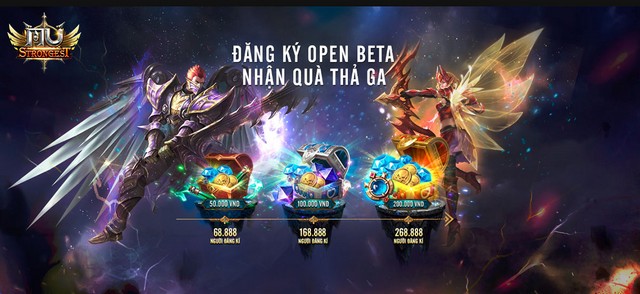 MU
STRONGEST
ĐĂNG KÝ OPEN BETA
NHẬN QUÀ THẢ GA
50.000 VND
100.000 VND
200.000 VND
68.888
168.888
268.888
NGƯỜI ĐĂNG KÍ
NGƯỜI ĐĂNG KÍ
NGƯỜI ĐĂNG KÍ